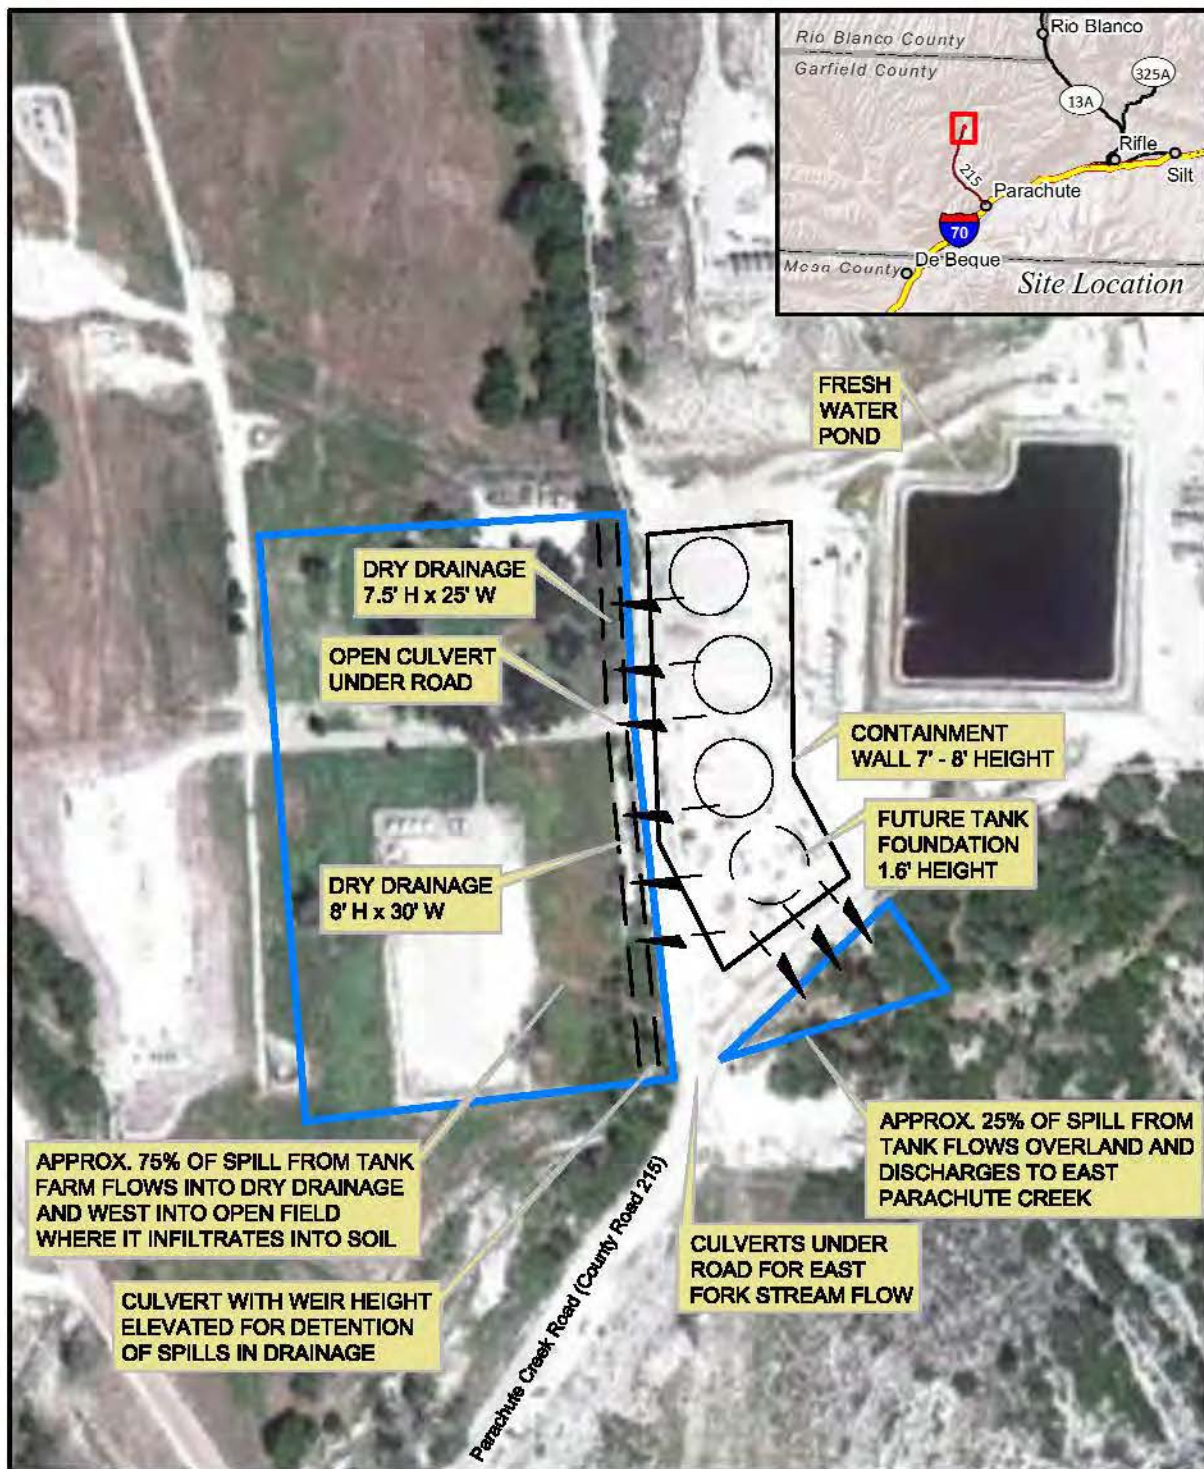 Rio Blanco County
Garfield County
Rio Blanco
325A
13A
Rifle
Silt
215
Parachute
70
De Beque
Mesa County
Site Location
FRESH
WATER
POND
DRY DRAINAGE
7.5' H x 25' W
OPEN CULVERT
UNDER ROAD
CONTAINMENT
WALL 7' - 8' HEIGHT
FUTURE TANK
FOUNDATION
1.6' HEIGHT
DRY DRAINAGE
8' H x 30' W
APPROX. 75% OF SPILL FROM TANK
FARM FLOWS INTO DRY DRAINAGE
AND WEST INTO OPEN FIELD
WHERE IT INFILTRATES INTO SOIL
APPROX. 25% OF SPILL FROM
TANK FLOWS OVERLAND AND
DISCHARGES TO EAST
PARACHUTE CREEK
CULVERTS UNDER
ROAD FOR EAST
FORK STREAM FLOW
CULVERT WITH WEIR HEIGHT
ELEVATED FOR DETENTION
OF SPILLS IN DRAINAGE
Parachute Creek Road (County Road 215)